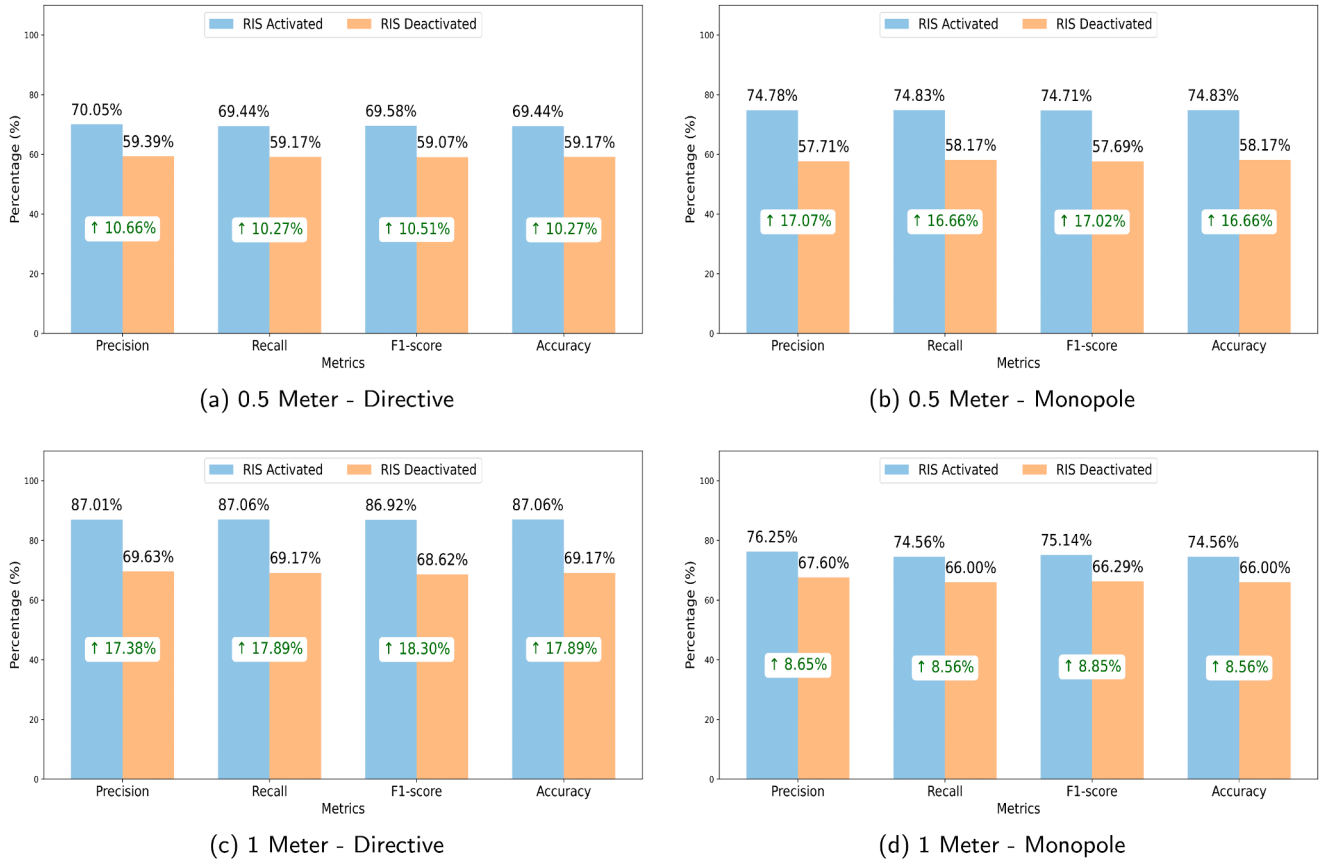 RIS Activated RIS Deactivated
100
80
60
40
20
0
Percentage (%)
70.05% 59.39% 69.44% 59.17% 69.58% 59.07% 69.44% 59.17%
↑ 10.66% ↑ 10.27% ↑ 10.51% ↑ 10.27%
Precision Recall F1-score Accuracy
Metrics
(a) 0.5 Meter - Directive
RIS Activated RIS Deactivated
100
80
60
40
20
0
Percentage (%)
74.78% 57.71% 74.83% 58.17% 74.71% 57.69% 74.83% 58.17%
↑ 17.07% ↑ 16.66% ↑ 17.02% ↑ 16.66%
Precision Recall F1-score Accuracy
Metrics
(b) 0.5 Meter - Monopole
RIS Activated RIS Deactivated
100
80
60
40
20
0
Percentage (%)
87.01% 69.63% 87.06% 69.17% 86.92% 68.62% 87.06% 69.17%
↑ 17.38% ↑ 17.89% ↑ 18.30% ↑ 17.89%
Precision Recall F1-score Accuracy
Metrics
(c) 1 Meter - Directive
RIS Activated RIS Deactivated
100
80
60
40
20
0
Percentage (%)
76.25% 67.60% 74.56% 66.00% 75.14% 66.29% 74.56% 66.00%
↑ 8.65% ↑ 8.56% ↑ 8.85% ↑ 8.56%
Precision Recall F1-score Accuracy
Metrics
(d) 1 Meter - Monopole